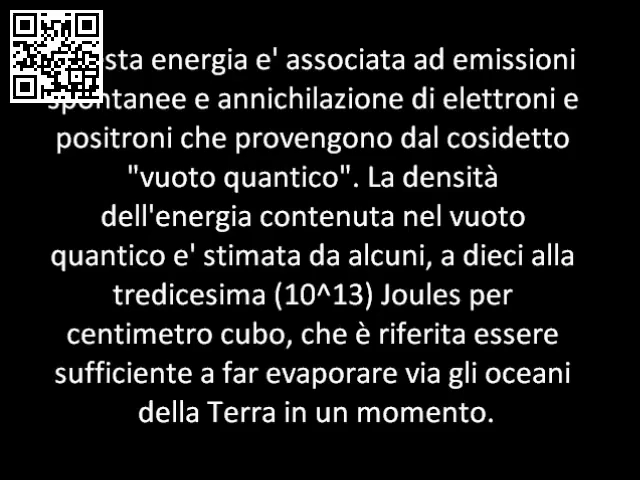 sta energia e' associata ad emissioni
spontanee e annichilazione di elettroni e
positroni che provengono dal cosidetto
"vuoto quantico". La densità
dell'energia contenuta nel vuoto
quantico e' stimata da alcuni, a dieci alla
tredicesima (10^13) Joules per
centimetro cubo, che è riferita essere
sufficiente a far evaporare via gli oceani
della Terra in un momento.